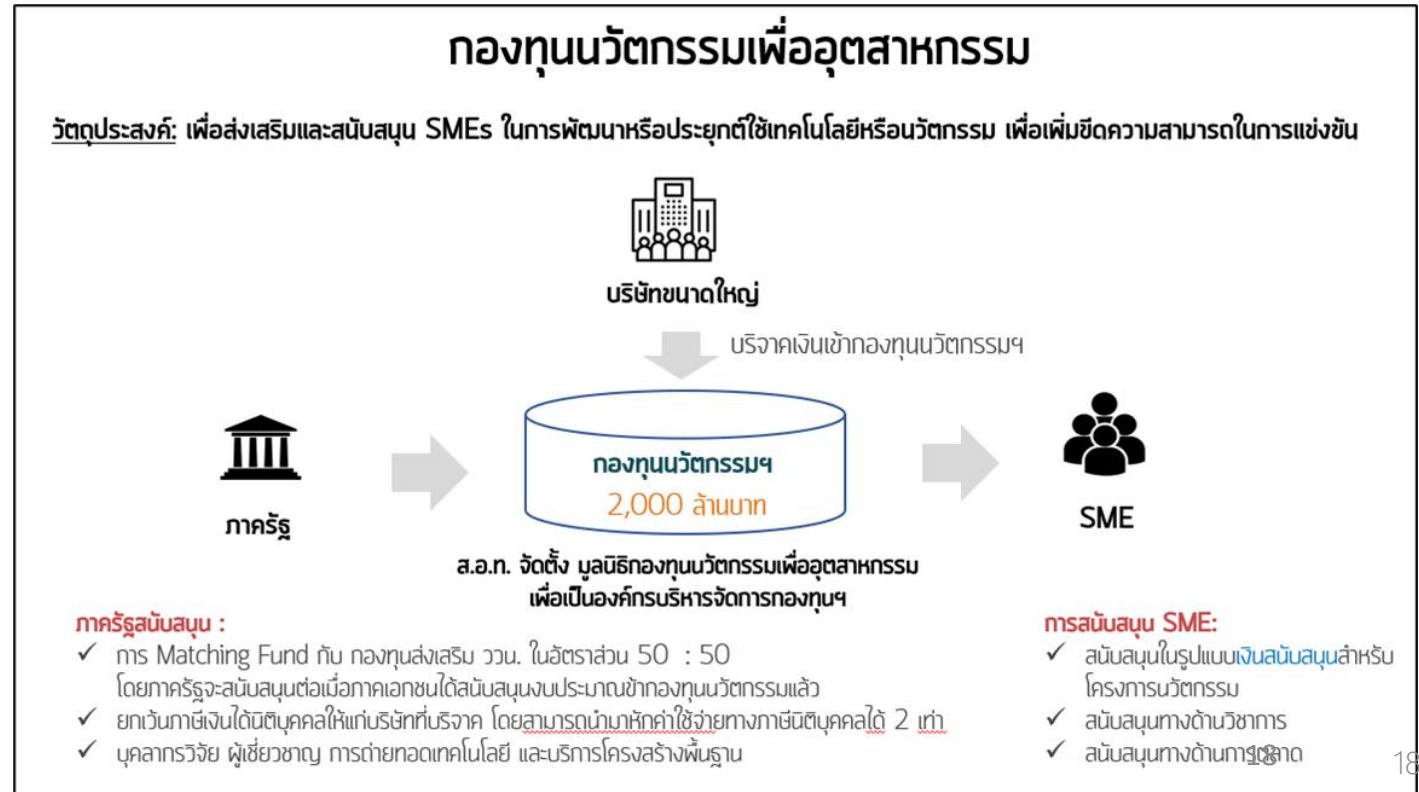 กองทุนนวัตกรรมเพื่ออุตสาหกรรม
วัตถุประสงค์: เพื่อส่งเสริมและสนับสนุน SMEs ในการพัฒนาหรือประยุกต์ใช้เทคโนโลยีหรือนวัตกรรม เพื่อเพิ่มขีดความสามารถในการแข่งขัน
บริษัทขนาดใหญ่
บริจาคเงินเข้ากองทุนนวัตกรรมฯ
กองทุนนวัตกรรมฯ
2,000 ล้านบาท
ภาครัฐ
SME
ส.อ.ท. จัดตั้ง มูลนิธิกองทุนนวัตกรรมเพื่ออุตสาหกรรม
เพื่อเป็นองค์กรบริหารจัดการกองทุนฯ
ภาครัฐสนับสนุน :
✓ การ Matching Fund กับ กองทุนส่งเสริม ววน. ในอัตราส่วน 50 : 50
โดยภาครัฐจะสนับสนุนต่อเมื่อภาคเอกชนได้สนับสนุนงบประมาณข้ากองทุนนวัตกรรมแล้ว
✓ ยกเว้นภาษีเงินได้นิติบุคคลให้แก่บริษัทที่บริจาค โดยสามารถนำมาหักค่าใช้จ่ายทางภาษีนิติบุคคลได้ 2 เท่า
✓ บุคลากรวิจัย ผู้เชี่ยวชาญ การถ่ายทอดเทคโนโลยี และบริการโครงสร้างพื้นฐาน
การสนับสนุน SME:
✓ สนับสนุนในรูปแบบเงินสนับสนุนสำหรับ
โครงการนวัตกรรม
✓ สนับสนุนทางด้านวิชาการ
✓ สนับสนุนทางด้านการตลาด
18
18